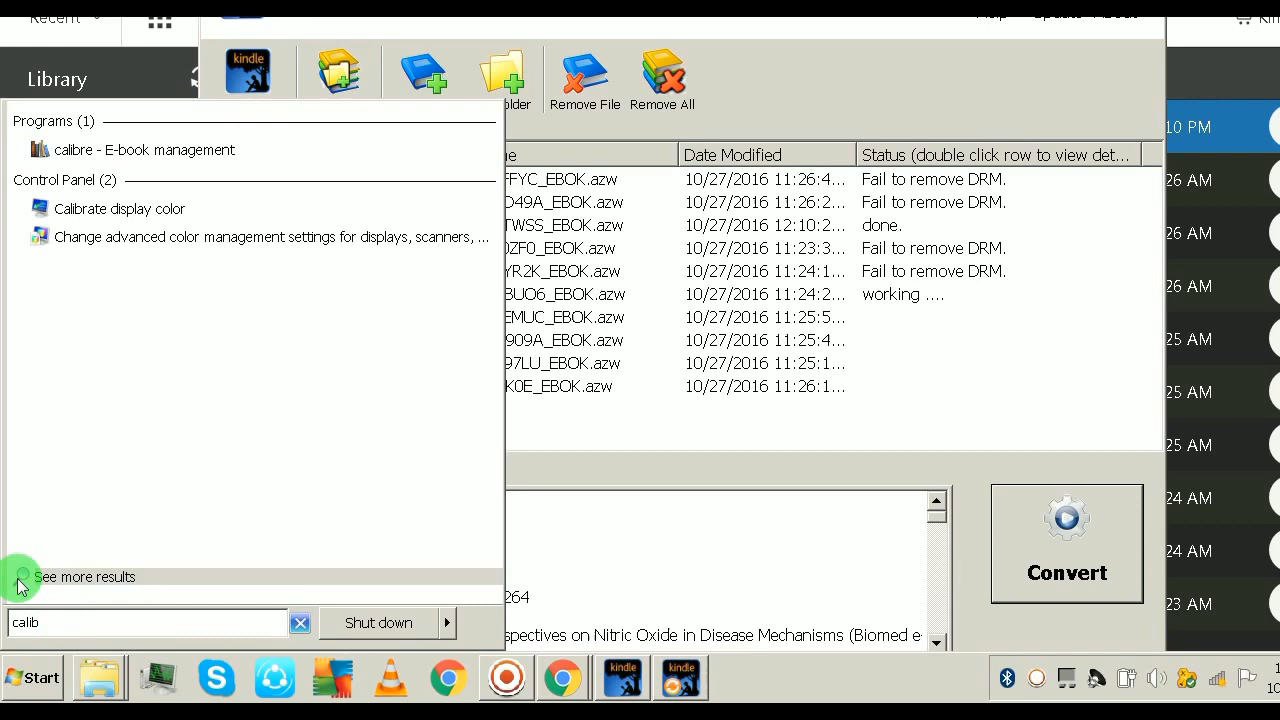 Recent
Help Update About
Library
kindle
older
Remove File
Remove All
Programs (1)
calibre - E-book management
Control Panel (2)
Calibrate display color
Change advanced color management settings for displays, scanners,...
See more results
calib
Shut down
me Date Modified Status (double click row to view det...
FFYC_EBOK.azw 10/27/2016 11:26:4... Fail to remove DRM.
D49A_EBOK.azw 10/27/2016 11:26:2... Fail to remove DRM.
TWSS_EBOK.azw 10/27/2016 12:10:2... done.
0ZF0_EBOK.azw 10/27/2016 11:23:3... Fail to remove DRM.
YR2K_EBOK.azw 10/27/2016 11:24:1... Fail to remove DRM.
BUO6_EBOK.azw 10/27/2016 11:24:2... working ....
EMUC_EBOK.azw 10/27/2016 11:25:5...
909A_EBOK.azw 10/27/2016 11:25:4...
97LU_EBOK.azw 10/27/2016 11:25:1...
K0E_EBOK.azw 10/27/2016 11:26:1...
264
spectives on Nitric Oxide in Disease Mechanisms (Biomed e
Convert
10 PM
26 AM
26 AM
26 AM
25 AM
25 AM
25 AM
24 AM
24 AM
23 AM
Start
kindle
kindle